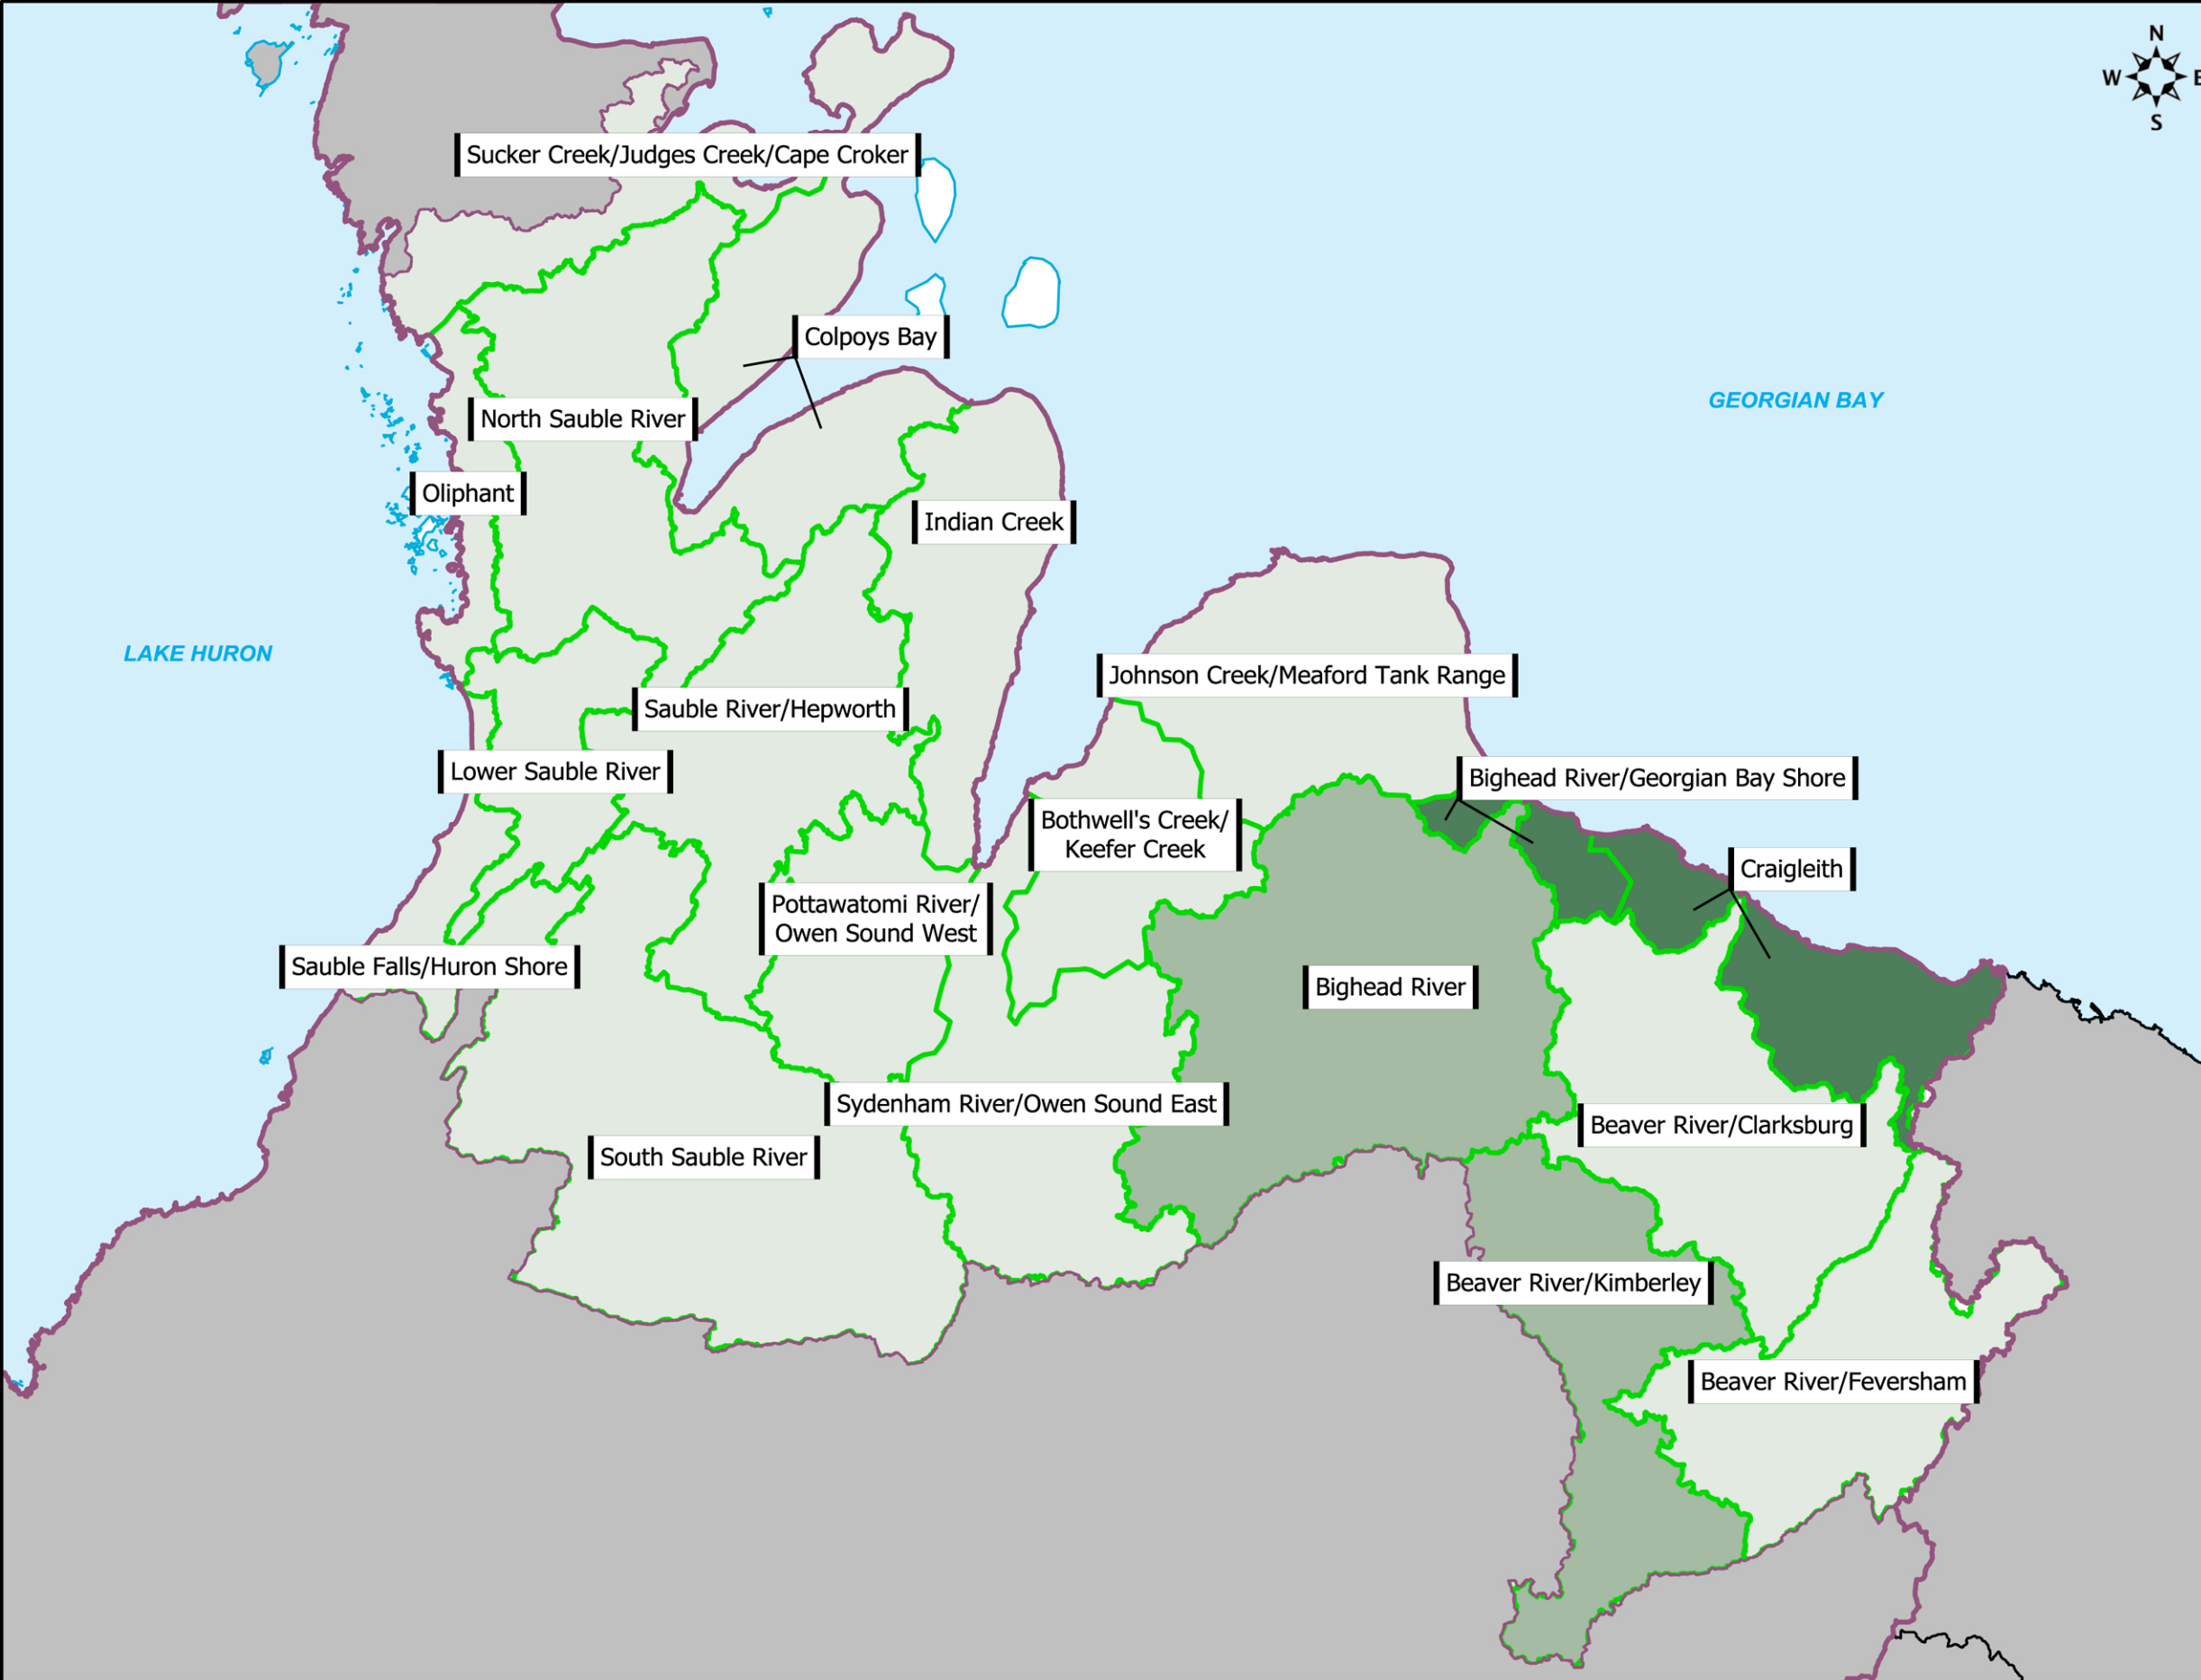 N
W
E
S
Sucker Creek/Judges Creek/Cape Croker
Colpoys Bay
GEORGIAN BAY
North Sauble River
Oliphant
Indian Creek
LAKE HURON
Johnson Creek/Meaford Tank Range
Sauble River/Hepworth
Lower Sauble River
Bighead River/Georgian Bay Shore
Bothwell's Creek/
Keefer Creek
Craigleith
Pottawatomi River/
Owen Sound West
Sauble Falls/Huron Shore
Bighead River
Sydenham River/Owen Sound East
Beaver River/Clarksburg
South Sauble River
Beaver River/Kimberley
Beaver River/Feversham